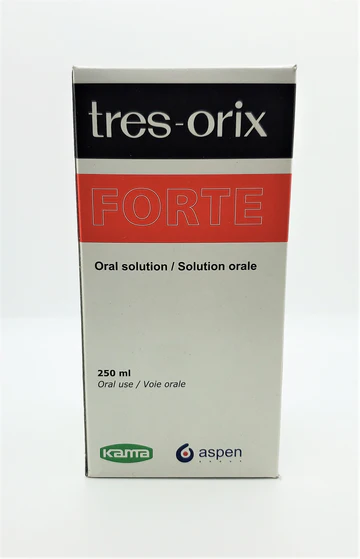 tres-orix
FORTE
Oral solution / Solution orale
250 ml
Oral use / Voie orale
Kama
aspen